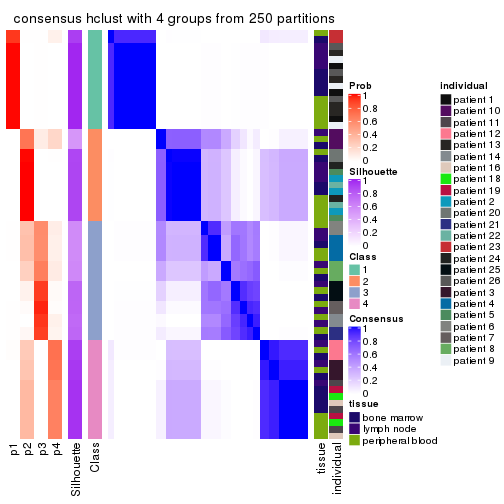 consensus hclust with 4 groups from 250 partitions
Prob
1
0.8
0.6
0.4
0.2
0
Silhouette
1
0.8
0.6
0.4
0.2
0
Class
1
2
3
4
Consensus
1
0.8
0.6
0.4
0.2
0
tissue
bone marrow
lymph node
peripheral blood
individual
patient 1
patient 10
patient 11
patient 12
patient 13
patient 14
patient 16
patient 18
patient 19
patient 2
patient 20
patient 21
patient 22
patient 23
patient 24
patient 25
patient 26
patient 3
patient 4
patient 5
patient 6
patient 7
patient 8
patient 9
p1
p2
p3
p4
Silhouette
Class
tissue
individual